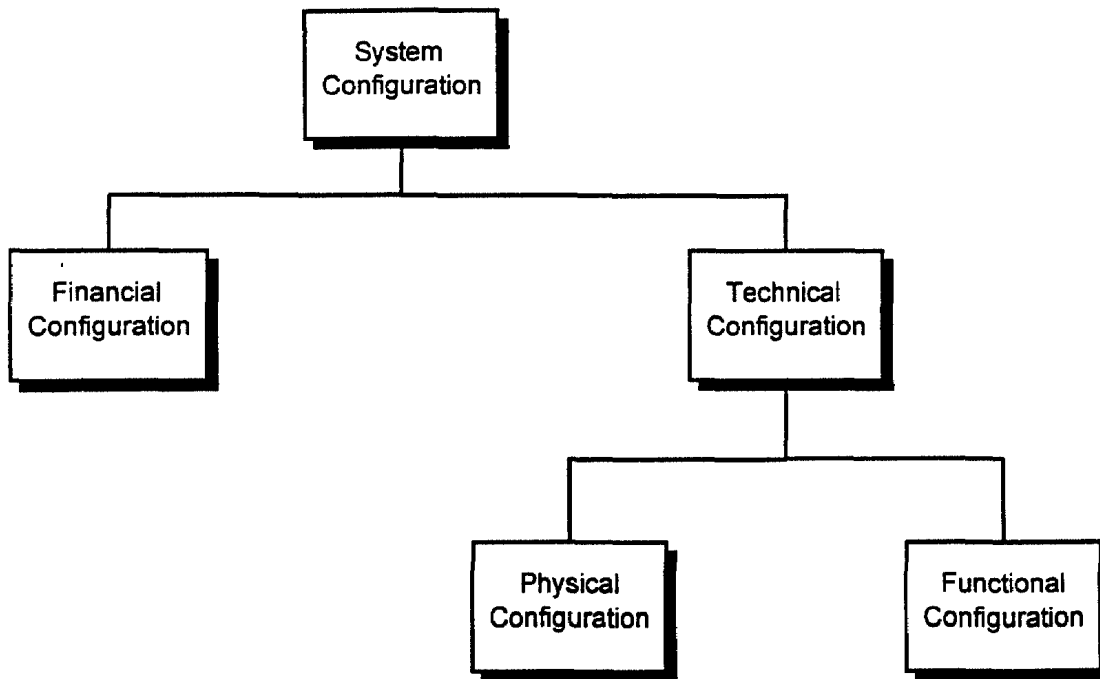 System
Configuration
Financial
Configuration
Technical
Configuration
Physical
Configuration
Functional
Configuration